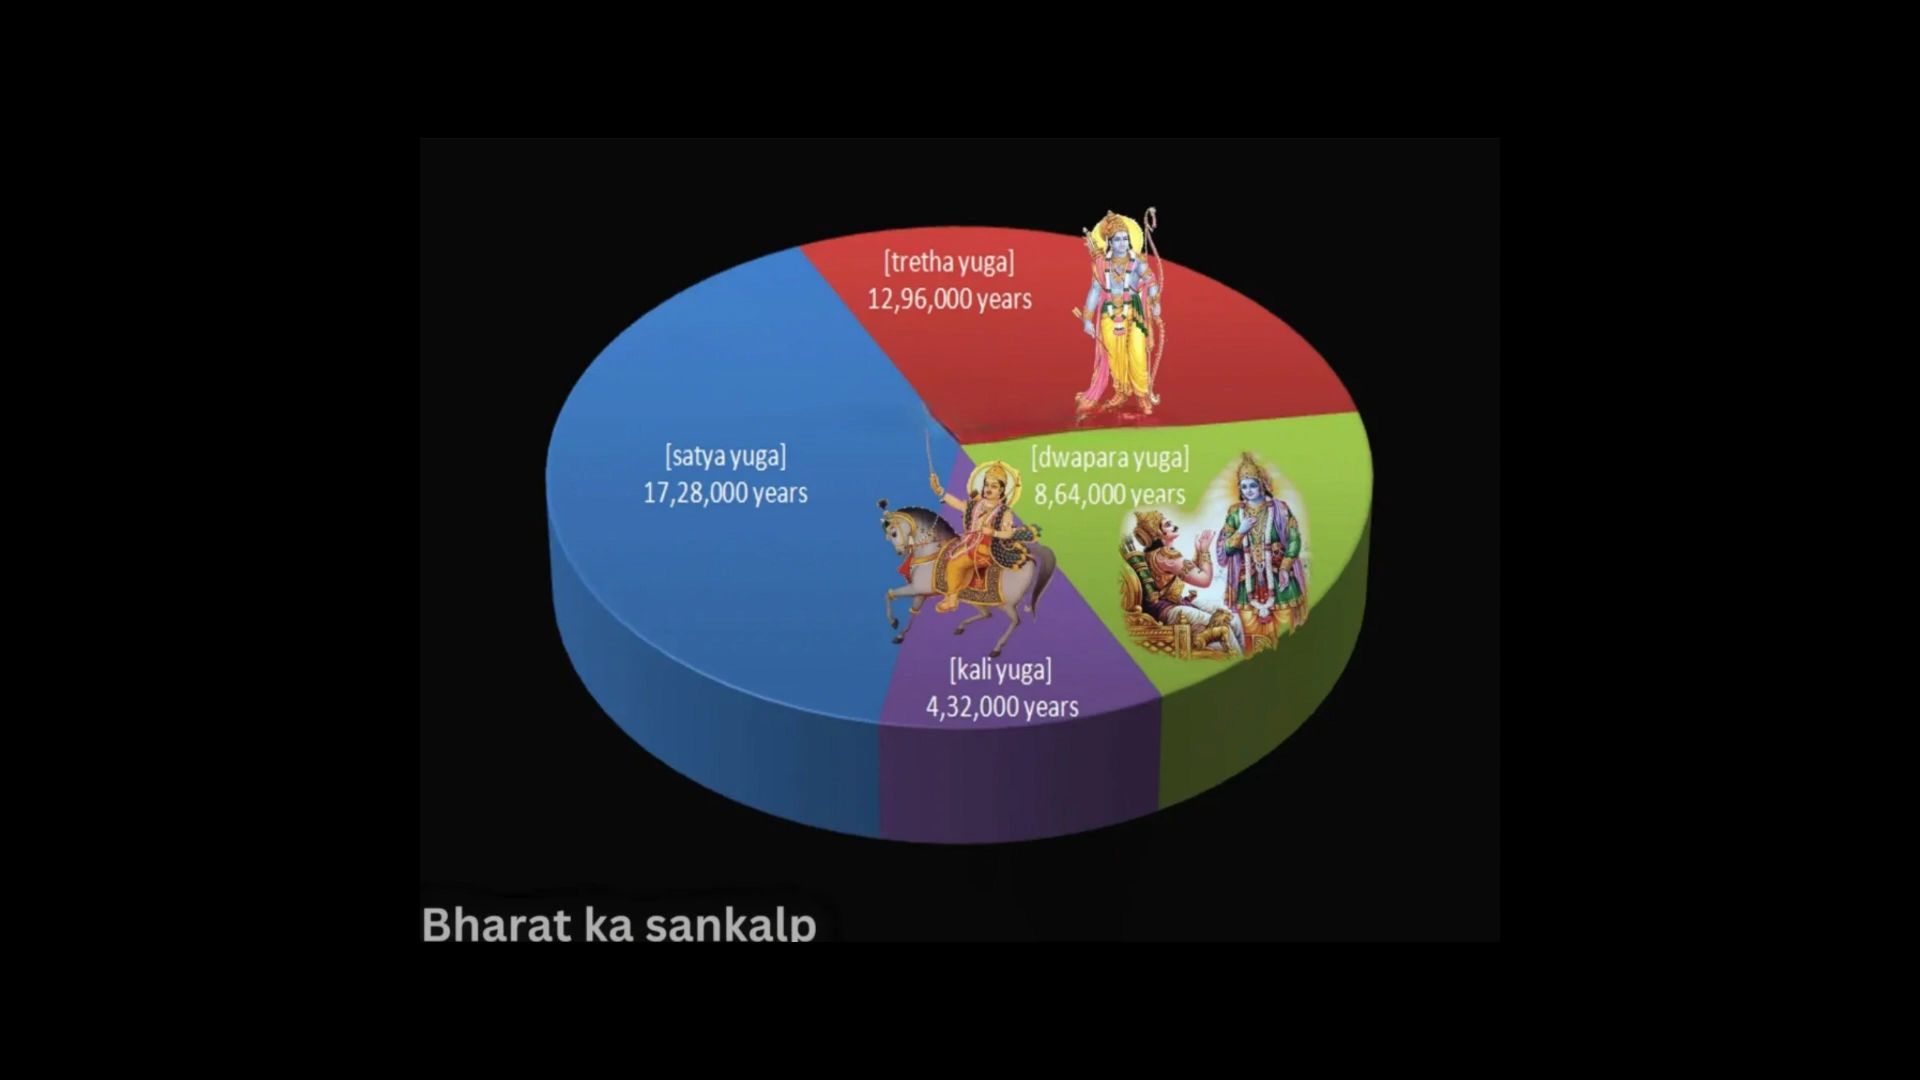 [tretha yuga]
12,96,000 years
[satya yuga]
17,28,000 years
[dwapara yuga]
8,64,000 years
[kali yuga]
4,32,000 years
Bharat ka sankalp